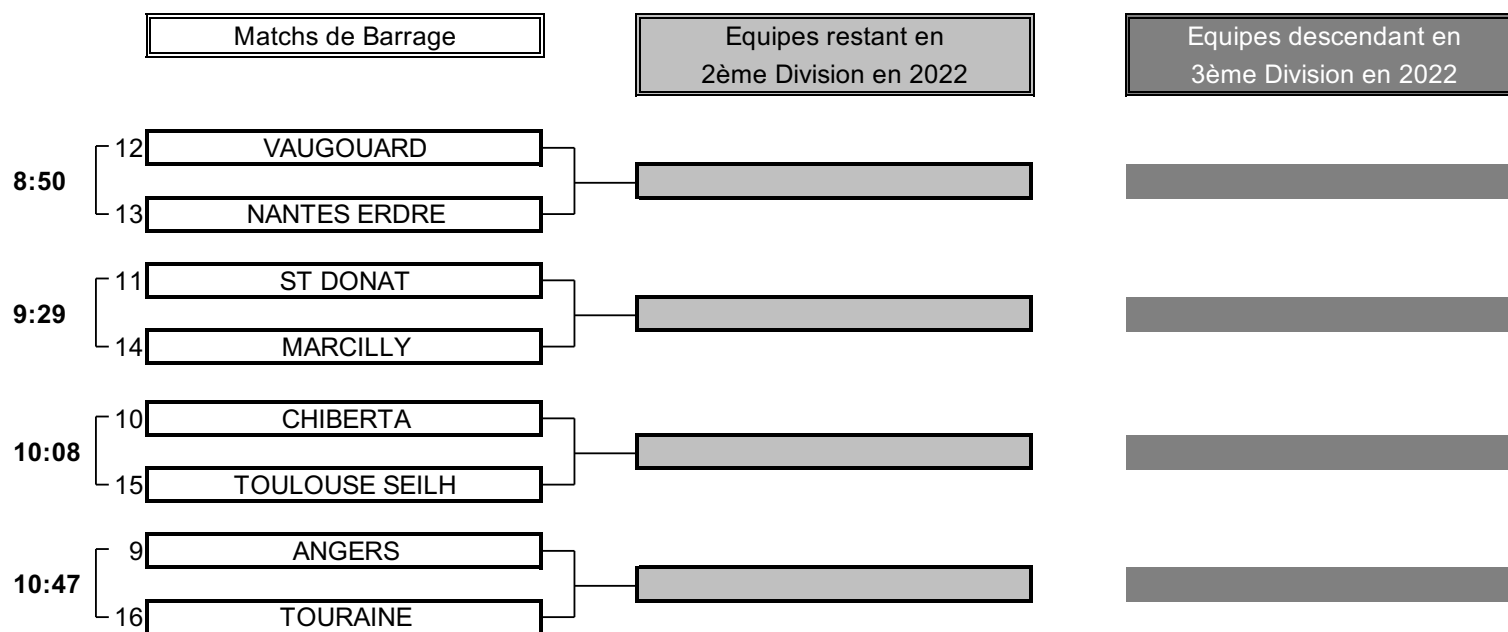 Matchs de Barrage
Equipes restant en
2ème Division en 2022
Equipes descendant en
3ème Division en 2022
12 VAUGOUARD
8:50
13 NANTES ERDRE
11 ST DONAT
9:29
14 MARCILLY
10 CHIBERTA
10:08
15 TOULOUSE SEILH
9 ANGERS
10:47
16 TOURAINE